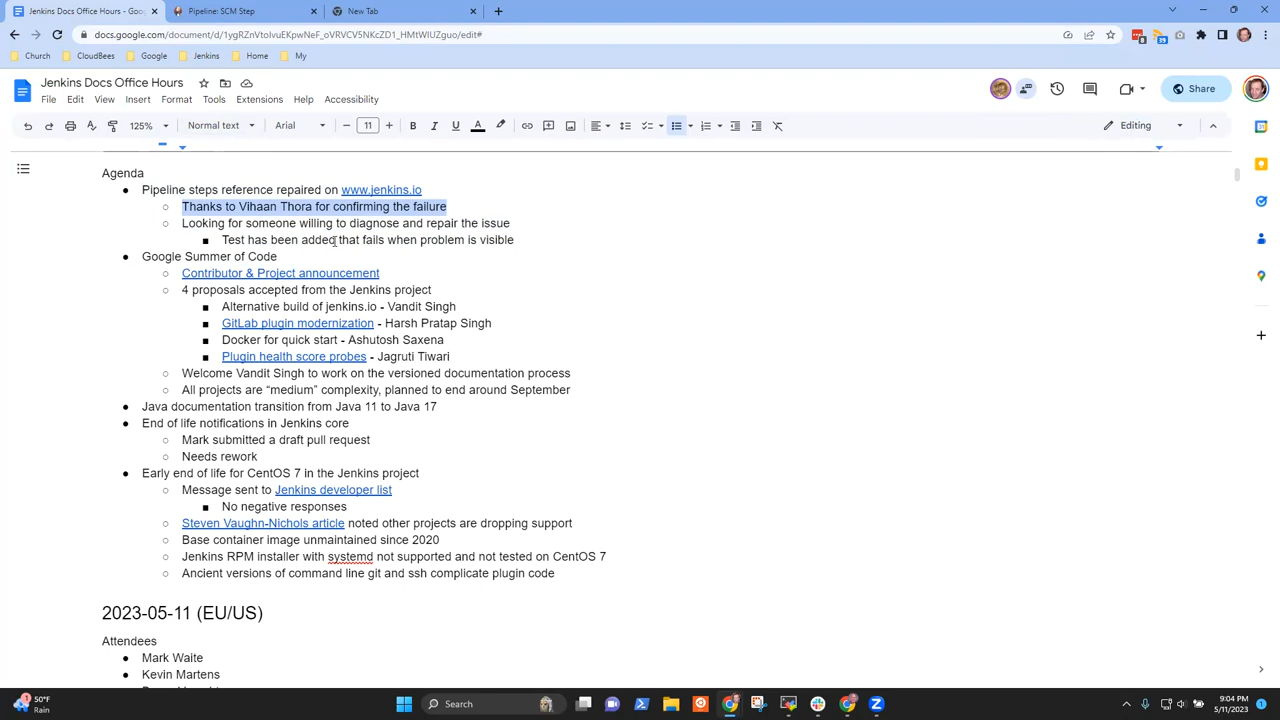 Jenkins Docs Office Hours - Goo
Pipeline: SCM Step
New Tab
docs.google.com/document/d/1ygRZnVtoIvuEKpwNeF_oVRVCV5NKcZD1_HMtWIUZguo/edit#
Church
CloudBees
Google
Jenkins
Home
My
Jenkins Docs Office Hours
File Edit View Insert Format Tools Extensions Help Accessibility
Share
125% Normal text Arial 11 Editing
Agenda
Pipeline steps reference repaired on www.jenkins.io
Thanks to Vihaan Thora for confirming the failure
Looking for someone willing to diagnose and repair the issue
Test has been added that fails when problem is visible
Google Summer of Code
Contributor & Project announcement
4 proposals accepted from the Jenkins project
Alternative build of jenkins.io - Vandit Singh
GitLab plugin modernization - Harsh Pratap Singh
Docker for quick start - Ashutosh Saxena
Plugin health score probes - Jagruti Tiwari
Welcome Vandit Singh to work on the versioned documentation process
All projects are “medium” complexity, planned to end around September
Java documentation transition from Java 11 to Java 17
End of life notifications in Jenkins core
Mark submitted a draft pull request
Needs rework
Early end of life for CentOS 7 in the Jenkins project
Message sent to Jenkins developer list
No negative responses
Steven Vaughn-Nichols article noted other projects are dropping support
Base container image unmaintained since 2020
Jenkins RPM installer with systemd not supported and not tested on CentOS 7
Ancient versions of command line git and ssh complicate plugin code
2023-05-11 (EU/US)
Attendees
Mark Waite
Kevin Martens
50°F
Rain
Search
9:04 PM
5/11/2023